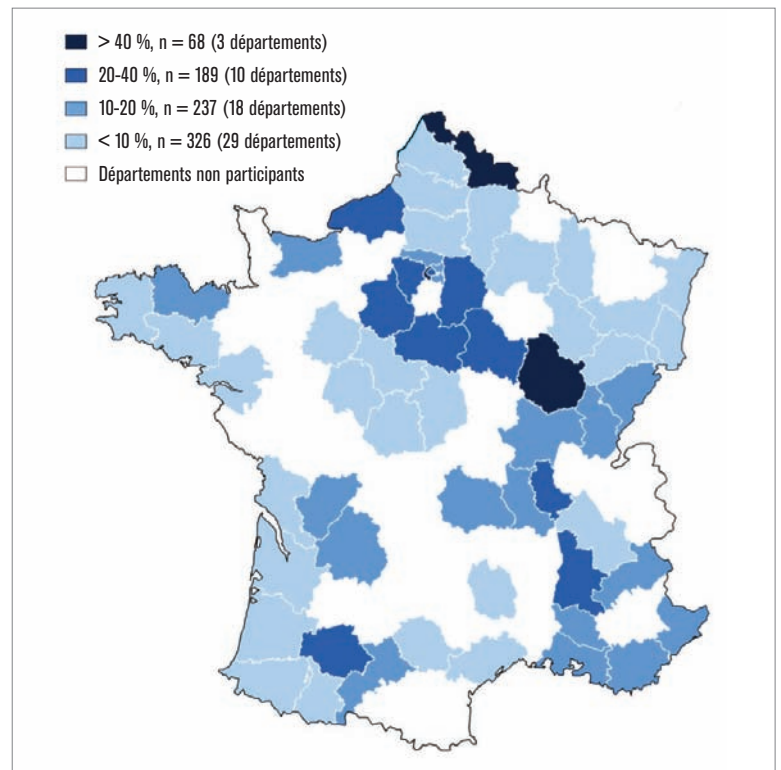 > 40 %, n = 68 (3 départements)
20-40 %, n = 189 (10 départements)
10-20 %, n = 237 (18 départements)
< 10 %, n = 326 (29 départements)
Départements non participants